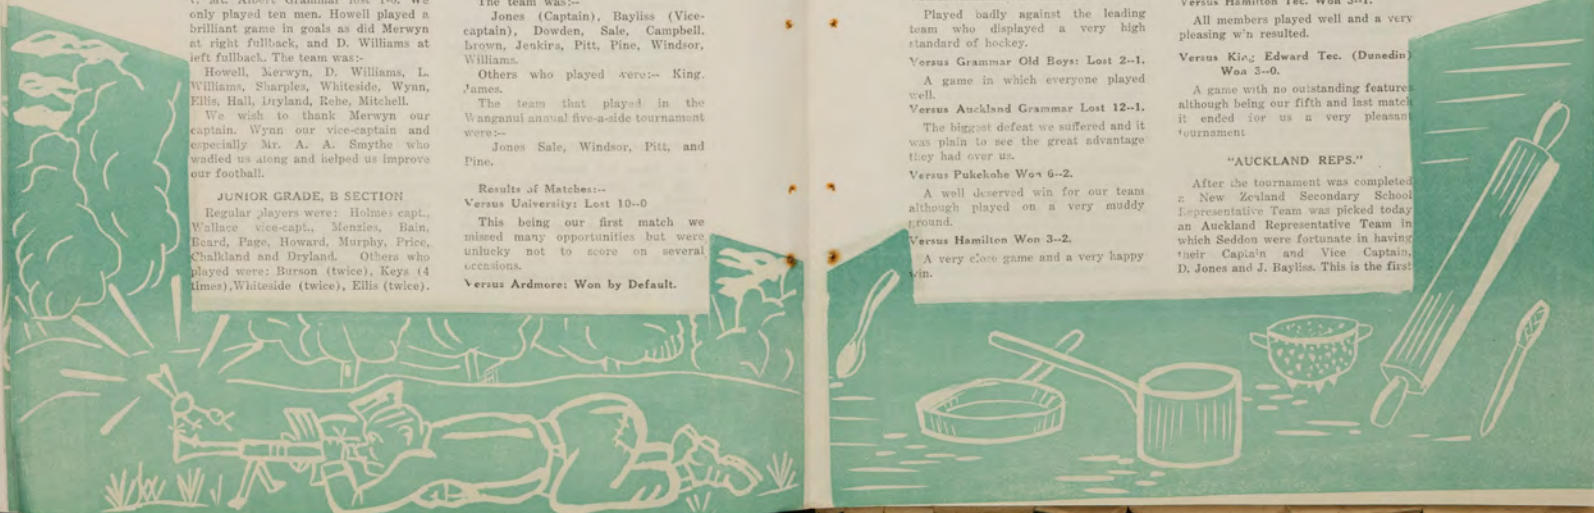 v. Mt. Albert Grammar lost 1-0. We
only played ten men. Howell played a
brilliant game in goals as did Merwyn
at right fullback, and D. Williams at
left fullback. The team was:-
Howell, Merwyn, D. Williams, L.
Williams, Sharples, Whiteside, Wynn,
Ellis, Hall, Dryland, Rehe, Mitchell.
We wish to thank Merwyn our
captain. Wynn our vice-captain and
especially Mr. A. A. Smythe who
wadled us along and helped us improve
our football.
JUNIOR GRADE, B SECTION
Regular players were: Holmes capt.,
Wallace vice-capt., Menzies, Bain,
Beard, Page, Howard, Murphy, Price,
Chalkland and Dryland. Others who
played were: Burson (twice), Keys (4
times),Whiteside (twice), Ellis (twice).
The team was:--
Jones (Captain), Bayliss (Vice-
captain), Dowden, Sale, Campbell.
Brown, Jenkins, Pitt, Pine, Windsor,
Williams.
Others who played were:-- King.
James.
The team that played in the
Wanganui annual five-a-side tournament
were:--
Jones Sale, Windsor, Pitt, and
Pine.
Results of Matches:--
Versus University: Lost 10--0
This being our first match we
missed many opportunities but were
unlucky not to score on several
occasions.
Versus Ardmore: Won by Default.
Played badly against the leading
team who displayed a very high
standard of hockey.
Versus Grammar Old Boys: Lost 2--1.
A game in which everyone played
well.
Versus Auckland Grammar Lost 12--1.
The biggest defeat we suffered and it
was plain to see the great advantage
they had over us.
Versus Pukekohe Won 6--2.
A well deserved win for our team
although played on a very muddy
ground.
Versus Hamilton Won 3--2.
A very close game and a very happy
win.
Versus Hamilton Tec. Won 3--1.
All members played well and a very
pleasing w'n resulted.
Versus King Edward Tec. (Dunedin)
Won 3--0.
A game with no outstanding features
although being our fifth and last match
it ended for us a very pleasant
tournament
"AUCKLAND REPS."
After the tournament was completed
a New Zealand Secondary School
Representative Team was picked today
an Auckland Representative Team in
which Seddon were fortunate in having
their Captain and Vice Captain,
D. Jones and J. Bayliss. This is the first